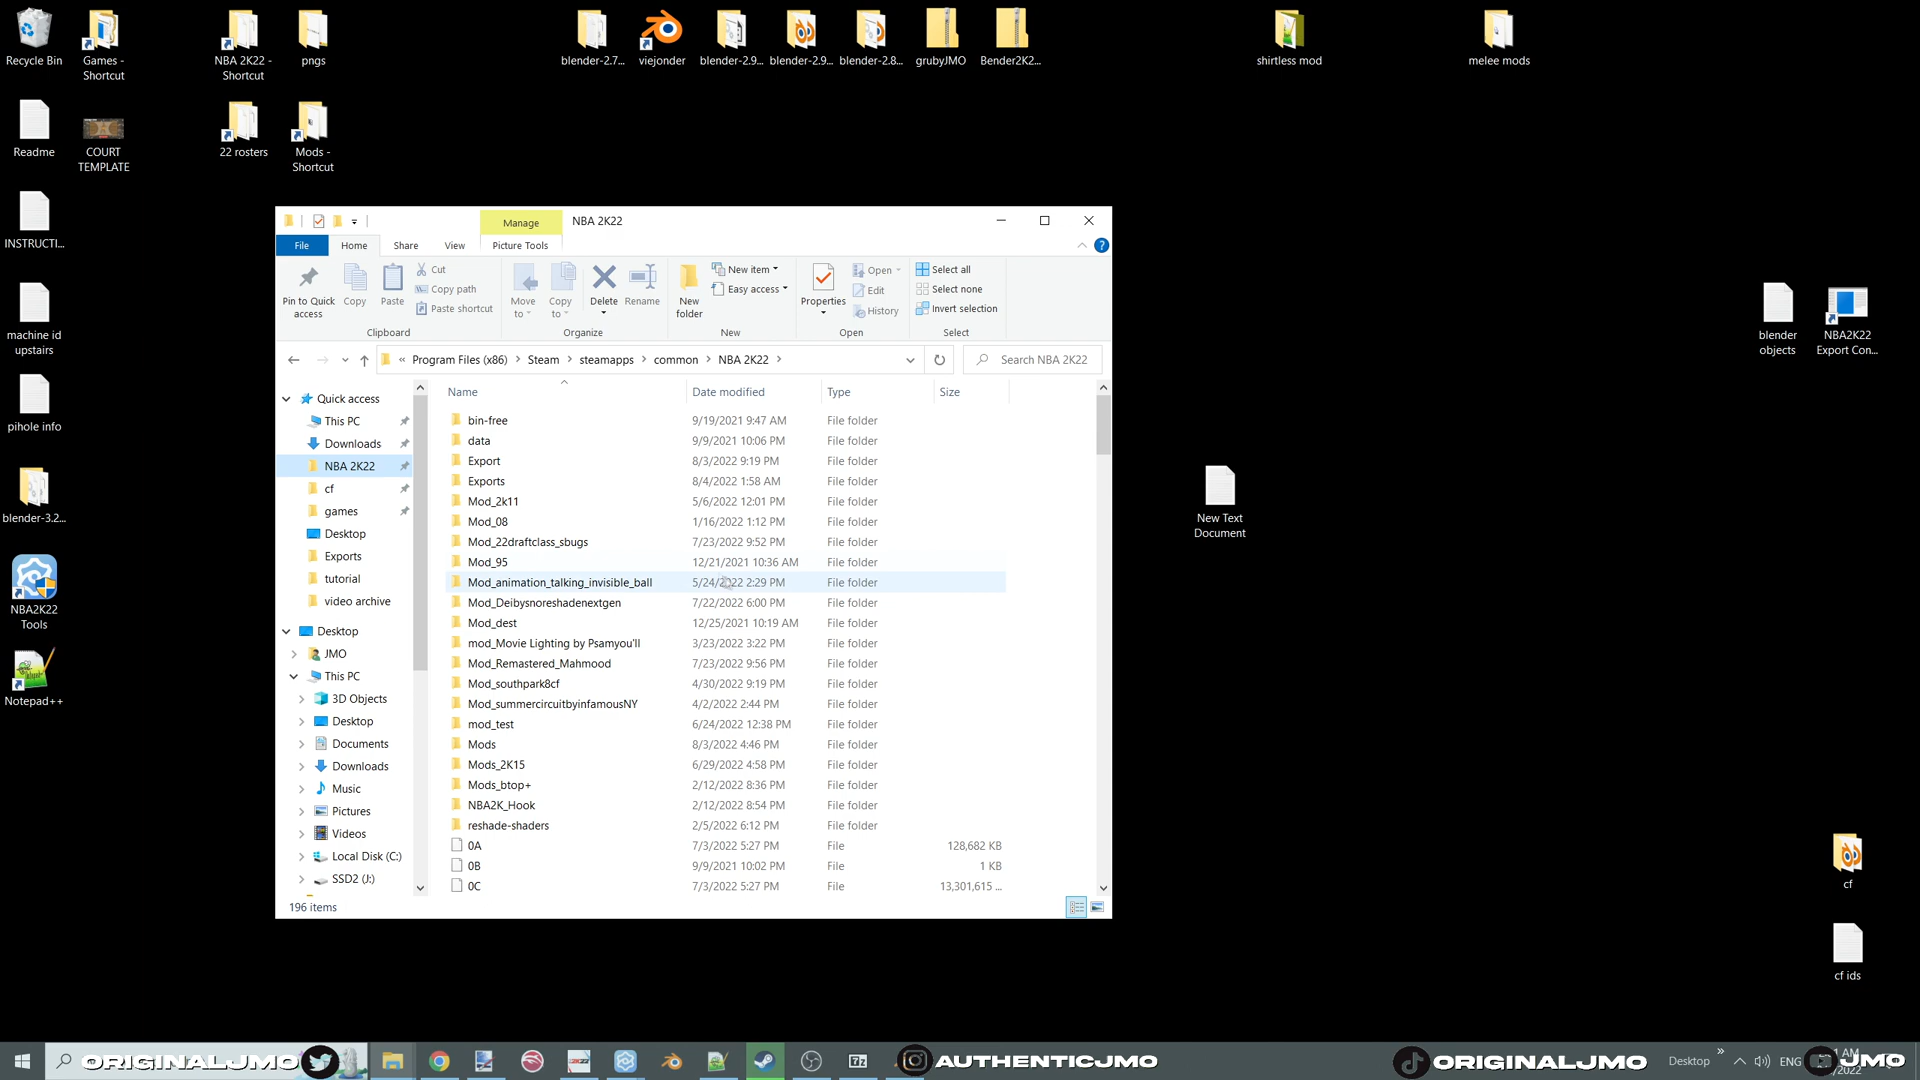 Recycle Bin
Games -
Shortcut
NBA 2K22 -
Shortcut
pngs
blender-2.7...
viejonder
blender-2.9...
blender-2.9...
blender-2.8...
grubyJMO
Bender2K2...
shirtless mod
melee mods
Readme
COURT
TEMPLATE
22 rosters
Mods -
Shortcut
INSTRUCTI...
machine id
upstairs
pihole info
blender-3.2...
NBA2K22
Tools
Notepad++
Manage
NBA 2K22
File
Home
Share
View
Picture Tools
Pin to Quick
access
Copy
Paste
Cut
Copy path
Paste shortcut
Clipboard
Move
to
Copy
to
Delete
Rename
Organize
New
folder
New item
Easy access
New
Properties
Open
Edit
History
Open
Select all
Select none
Invert selection
Select
« Program Files (x86) > Steam > steamapps > common > NBA 2K22 >
Search NBA 2K22
Quick access
This PC
Downloads
NBA 2K22
cf
games
Desktop
Exports
tutorial
video archive
Desktop
JMO
This PC
3D Objects
Desktop
Documents
Downloads
Music
Pictures
Videos
Local Disk (C:)
SSD2 (J:)
Name Date modified Type Size
bin-free 9/19/2021 9:47 AM File folder
data 9/9/2021 10:06 PM File folder
Export 8/3/2022 9:19 PM File folder
Exports 8/4/2022 1:58 AM File folder
Mod_2k11 5/6/2022 12:01 PM File folder
Mod_08 1/16/2022 1:12 PM File folder
Mod_22draftclass_sbugs 7/23/2022 9:52 PM File folder
Mod_95 12/21/2021 10:36 AM File folder
Mod_animation_talking_invisible_ball 5/24/2022 2:29 PM File folder
Mod_Deibysnoreshadenextgen 7/22/2022 6:00 PM File folder
Mod_dest 12/25/2021 10:19 AM File folder
mod_Movie Lighting by Psamyou'll 3/23/2022 3:22 PM File folder
Mod_Remastered_Mahmood 7/23/2022 9:56 PM File folder
Mod_southpark8cf 4/30/2022 9:19 PM File folder
Mod_summercircuitbyinfamousNY 4/2/2022 2:44 PM File folder
mod_test 6/24/2022 12:38 PM File folder
Mods 8/3/2022 4:46 PM File folder
Mods_2K15 6/29/2022 4:58 PM File folder
Mods_btop+ 2/12/2022 8:36 PM File folder
NBA2K_Hook 2/12/2022 8:54 PM File folder
reshade-shaders 2/5/2022 6:12 PM File folder
0A 7/3/2022 5:27 PM File 128,682 KB
0B 9/9/2021 10:02 PM File 1 KB
0C 7/3/2022 5:27 PM File 13,301,615 ...
196 items
New Text
Document
blender
objects
NBA2K22
Export Con...
cf
cf ids
ORIGINALJMO
AUTHENTICJMO
ORIGINALJMO
Desktop
ENG
JMO